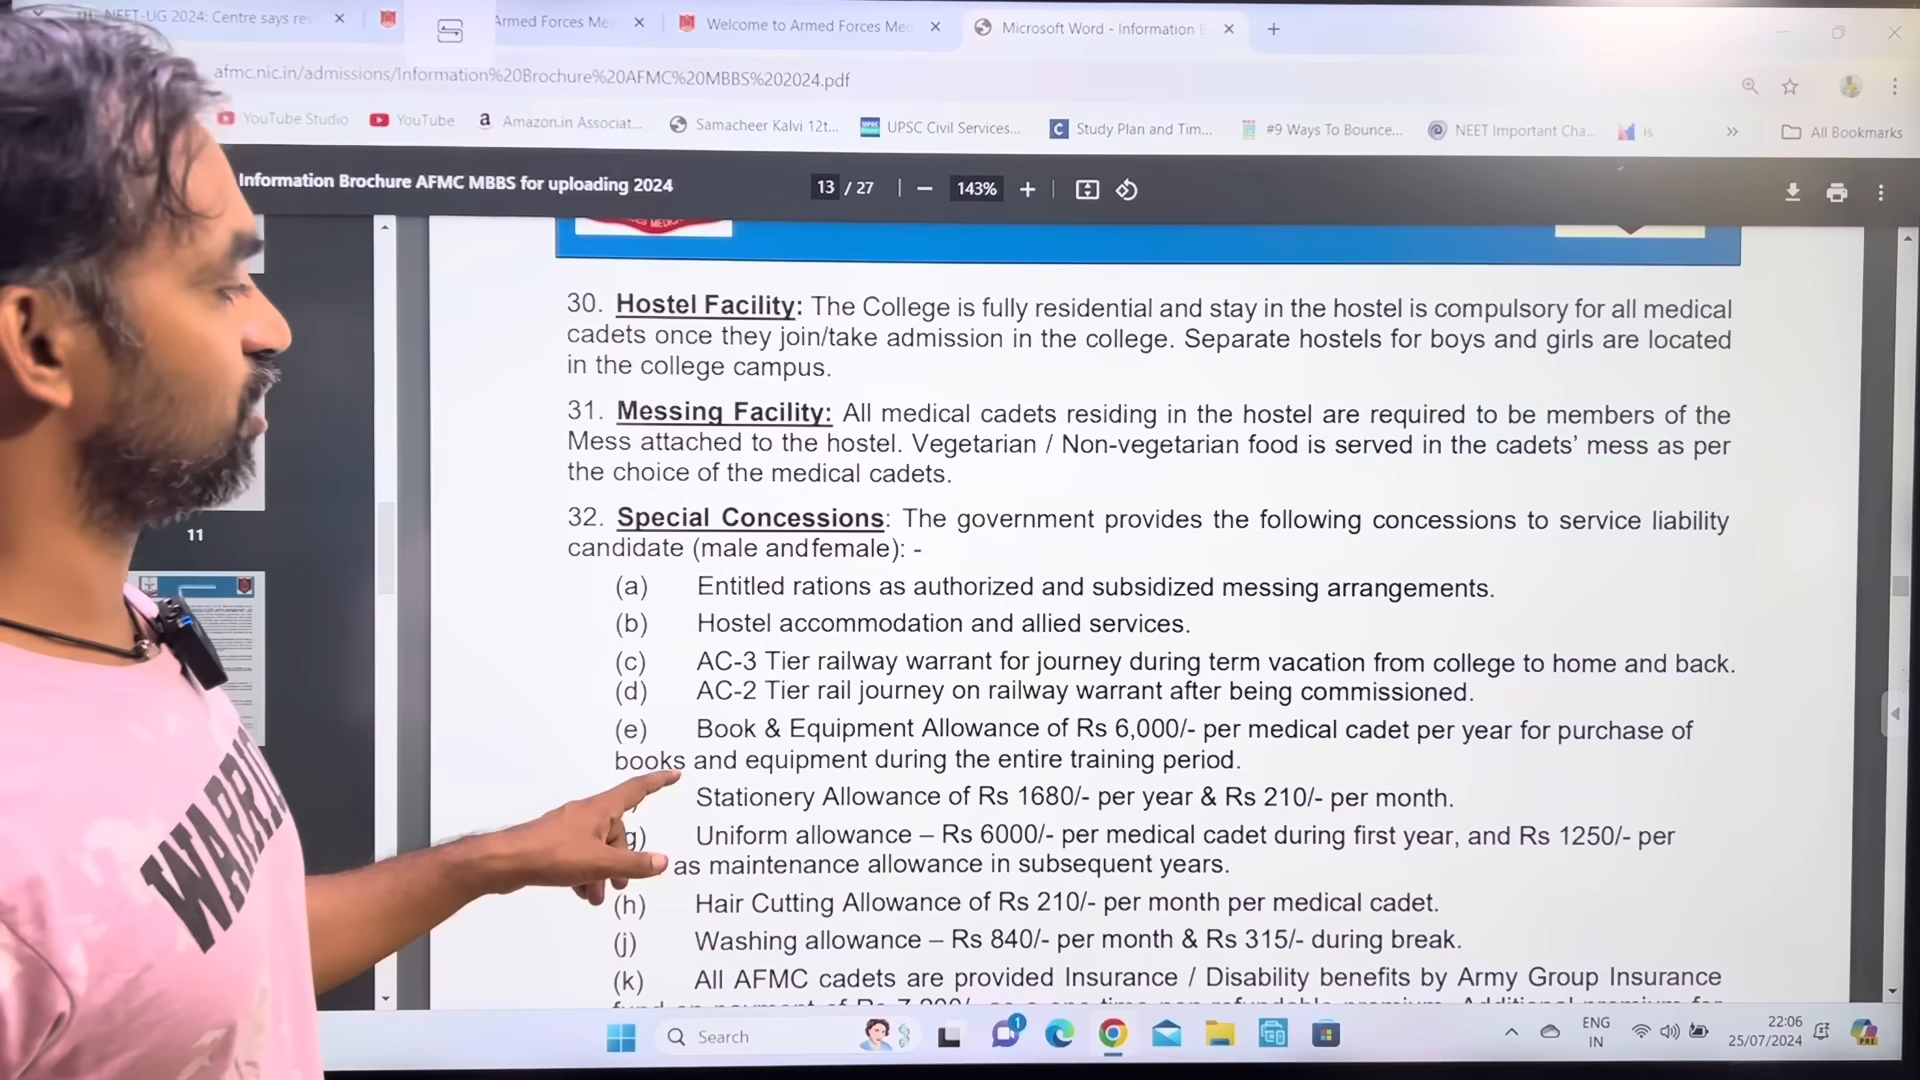 NEET-UG 2024: Centre says re
Armed Forces Me
Welcome to Armed Forces Med
Microsoft Word - Information B
afmc.nic.in/admissions/Information%20Brochure%20AFMC%20MBBS%202024.pdf
YouTube Studio
YouTube
Amazon.in Associat...
Samacheer Kalvi 12t...
UPSC Civil Services...
Study Plan and Tim...
#9 Ways To Bounce...
NEET Important Cha...
is
All Bookmarks
Information Brochure AFMC MBBS for uploading 2024
13 / 27
143%
30. Hostel Facility: The College is fully residential and stay in the hostel is compulsory for all medical
cadets once they join/take admission in the college. Separate hostels for boys and girls are located
in the college campus.
31. Messing Facility: All medical cadets residing in the hostel are required to be members of the
Mess attached to the hostel. Vegetarian / Non-vegetarian food is served in the cadets' mess as per
the choice of the medical cadets.
32. Special Concessions: The government provides the following concessions to service liability
candidate (male andfemale): -
(a) Entitled rations as authorized and subsidized messing arrangements.
(b) Hostel accommodation and allied services.
(c) AC-3 Tier railway warrant for journey during term vacation from college to home and back.
(d) AC-2 Tier rail journey on railway warrant after being commissioned.
(e) Book & Equipment Allowance of Rs 6,000/- per medical cadet per year for purchase of
books and equipment during the entire training period.
Stationery Allowance of Rs 1680/- per year & Rs 210/- per month.
g) Uniform allowance – Rs 6000/- per medical cadet during first year, and Rs 1250/- per
as maintenance allowance in subsequent years.
(h) Hair Cutting Allowance of Rs 210/- per month per medical cadet.
(j) Washing allowance – Rs 840/- per month & Rs 315/- during break.
(k) All AFMC cadets are provided Insurance / Disability benefits by Army Group Insurance
11
WARRIO
Search
1
ENG
IN
22:06
25/07/2024
PRE